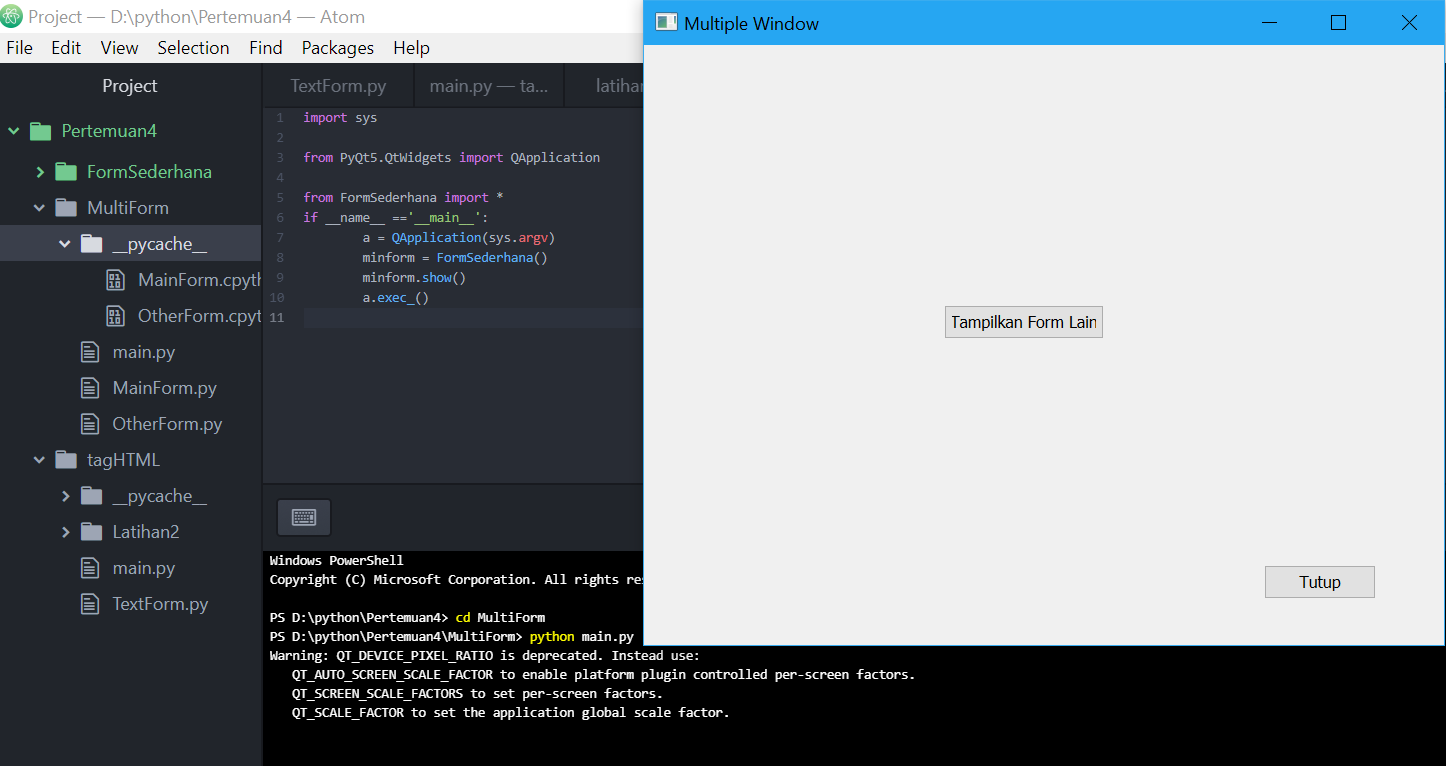 Project — D:\python\Pertemuan4 — Atom
File Edit View Selection Find Packages Help
Project
Pertemuan4
FormSederhana
MultiForm
__pycache__
MainForm.cpyth
OtherForm.cpyt
main.py
MainForm.py
OtherForm.py
tagHTML
__pycache__
Latihan2
main.py
TextForm.py
TextForm.py main.py — ta... latihan
1 import sys
2
3 from PyQt5.QtWidgets import QApplication
4
5 from FormSederhana import *
6 if __name__ =='__main__':
7 a = QApplication(sys.argv)
8 minform = FormSederhana()
9 minform.show()
10 a.exec_()
11
Windows PowerShell
Copyright (C) Microsoft Corporation. All rights res
PS D:\python\Pertemuan4> cd MultiForm
PS D:\python\Pertemuan4\MultiForm> python main.py
Warning: QT_DEVICE_PIXEL_RATIO is deprecated. Instead use:
QT_AUTO_SCREEN_SCALE_FACTOR to enable platform plugin controlled per-screen factors.
QT_SCREEN_SCALE_FACTORS to set per-screen factors.
QT_SCALE_FACTOR to set the application global scale factor.
Multiple Window
Tampilkan Form Lain
Tutup